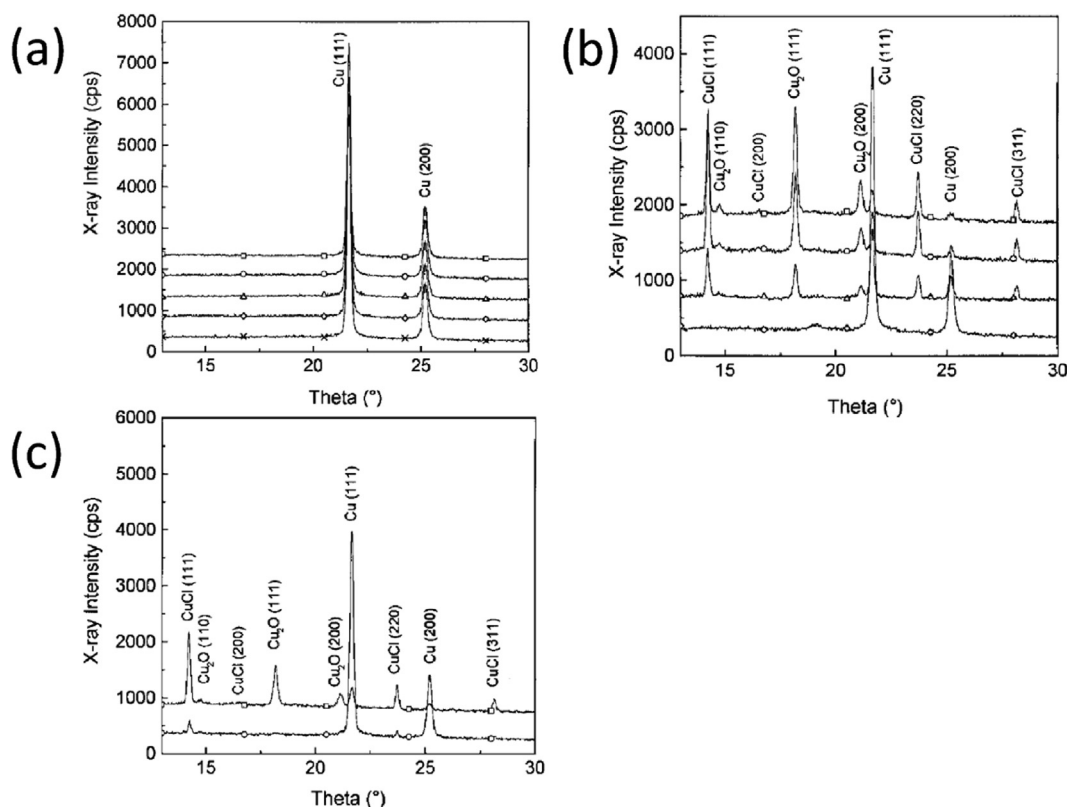 (a)
8000
7000
6000
5000
4000
3000
2000
1000
0
X-ray Intensity (cps)
Cu (111)
Cu (200)
15 20 25 30
Theta (°)
(b)
4000
3000
2000
1000
0
X-ray Intensity (cps)
CuCl (111)
Cu₂O (110)
CuCl (200)
Cu₂O (111)
Cu₂O (200)
Cu (111)
CuCl (220)
Cu (200)
CuCl (311)
15 20 25 30
Theta (°)
(c)
6000
5000
4000
3000
2000
1000
0
X-ray Intensity (cps)
CuCl (111)
Cu₂O (110)
CuCl (200)
Cu₂O (111)
Cu₂O (200)
Cu (111)
CuCl (220)
Cu (200)
CuCl (311)
15 20 25 30
Theta (°)